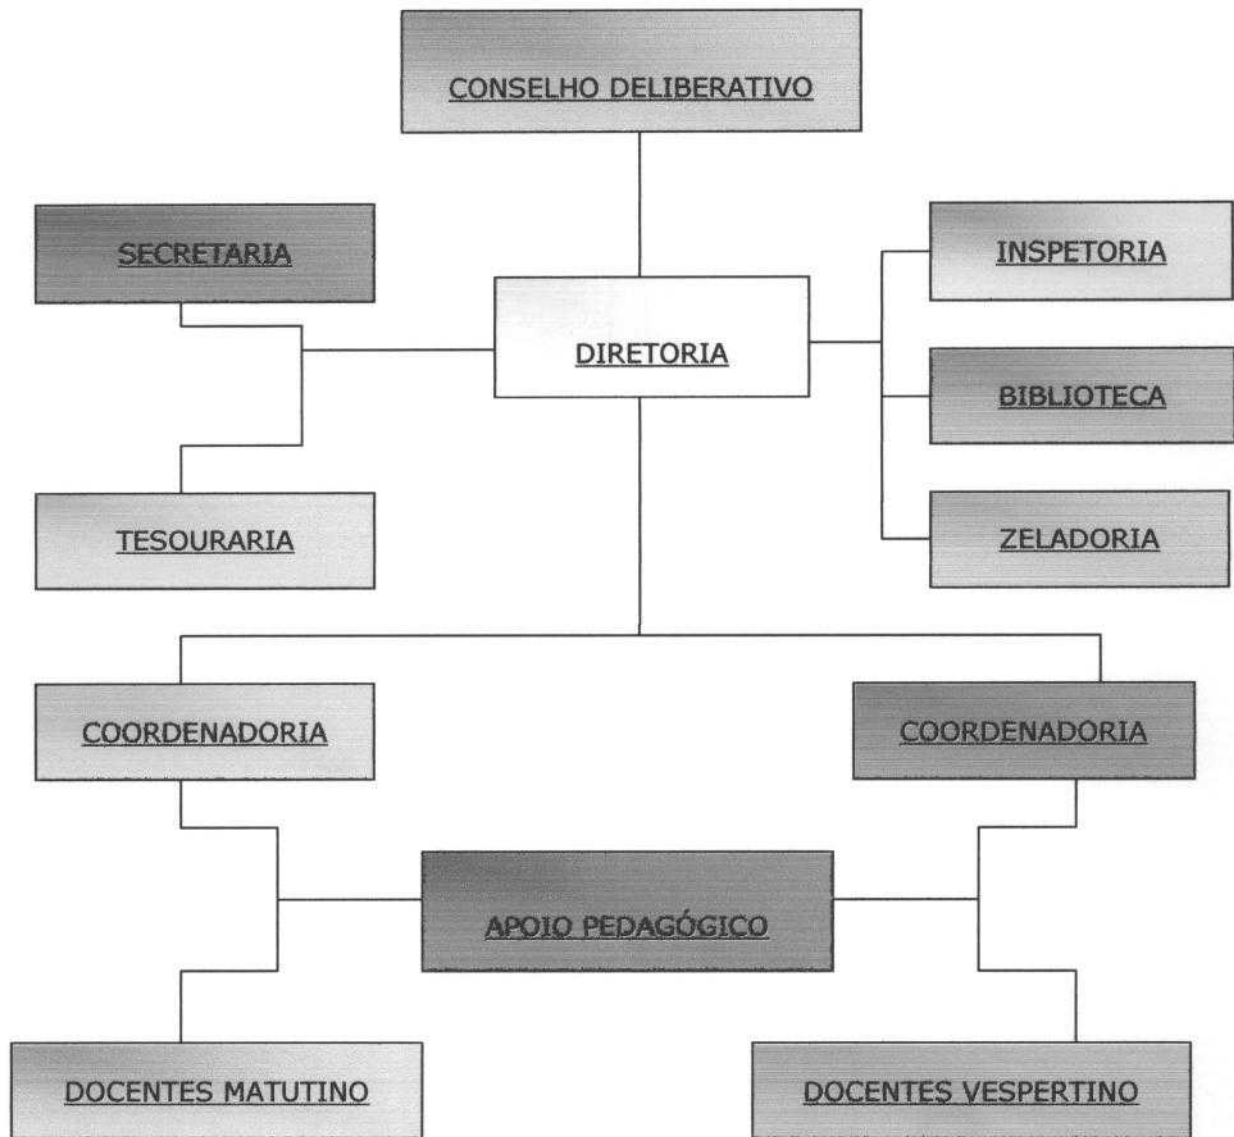 CONSELHO DELIBERATIVO
SECRETARIA
INSPETORIA
DIRETORIA
BIBLIOTECA
TESOURARIA
ZELADORIA
COORDENADORIA
COORDENADORIA
APOIO PEDAGÓGICO
DOCENTES MATUTINO
DOCENTES VESPERTINO